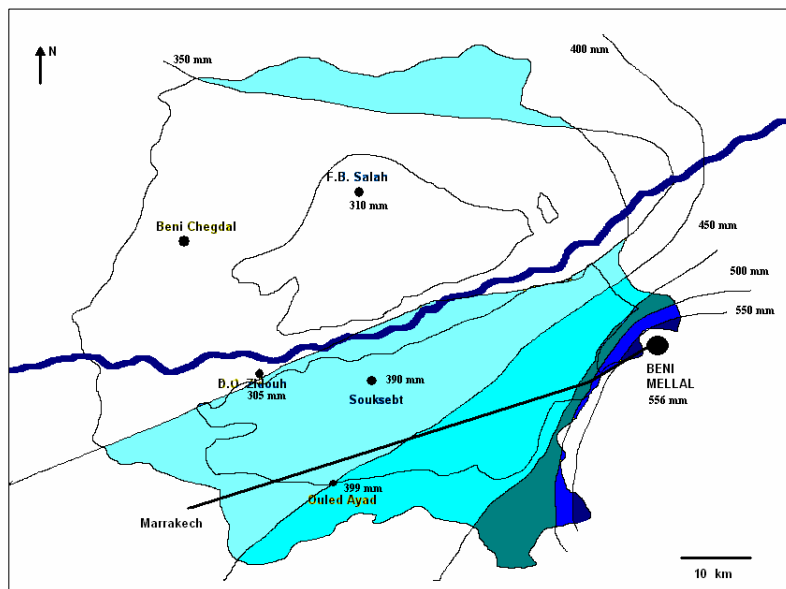 400 mm
N
350 mm
F.B. Salah
310 mm
Beni Chegdal
450 mm
500 mm
550 mm
BENI
MELLAL
556 mm
B.O. Zidouh
305 mm
390 mm
Souksebt
399 mm
Ouled Ayad
Marrakech
10 km